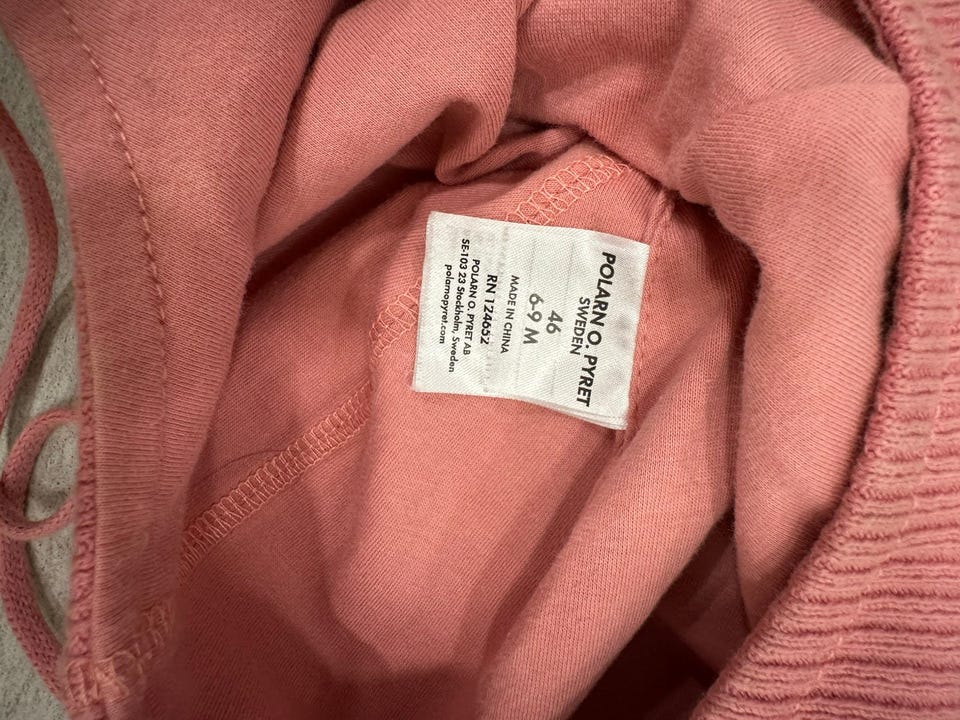 POLARN O. PYRET
SWEDEN
46
6-9 M
MADE IN CHINA
RN 124652
POLARN O. PYRET AB
SE-103 23 Stockholm, Sweden
polarnopyret.com